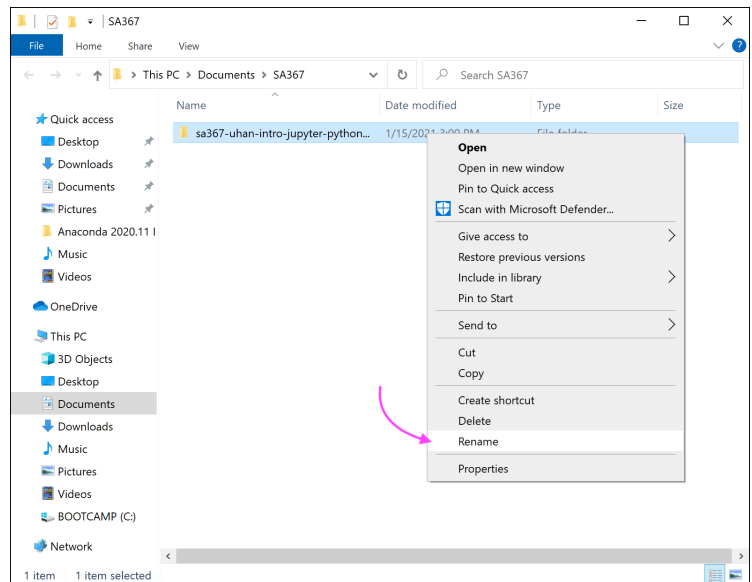 SA367
File Home Share View
This PC > Documents > SA367
Search SA367
Name Date modified Type Size
sa367-uhan-intro-jupyter-python... 1/15/2021 3:00 PM File folder
Quick access
Desktop
Downloads
Documents
Pictures
Anaconda 2020.11 I
Music
Videos
OneDrive
This PC
3D Objects
Desktop
Documents
Downloads
Music
Pictures
Videos
BOOTCAMP (C:)
Network
Open
Open in new window
Pin to Quick access
Scan with Microsoft Defender...
Give access to
Restore previous versions
Include in library
Pin to Start
Send to
Cut
Copy
Create shortcut
Delete
Rename
Properties
1 item 1 item selected